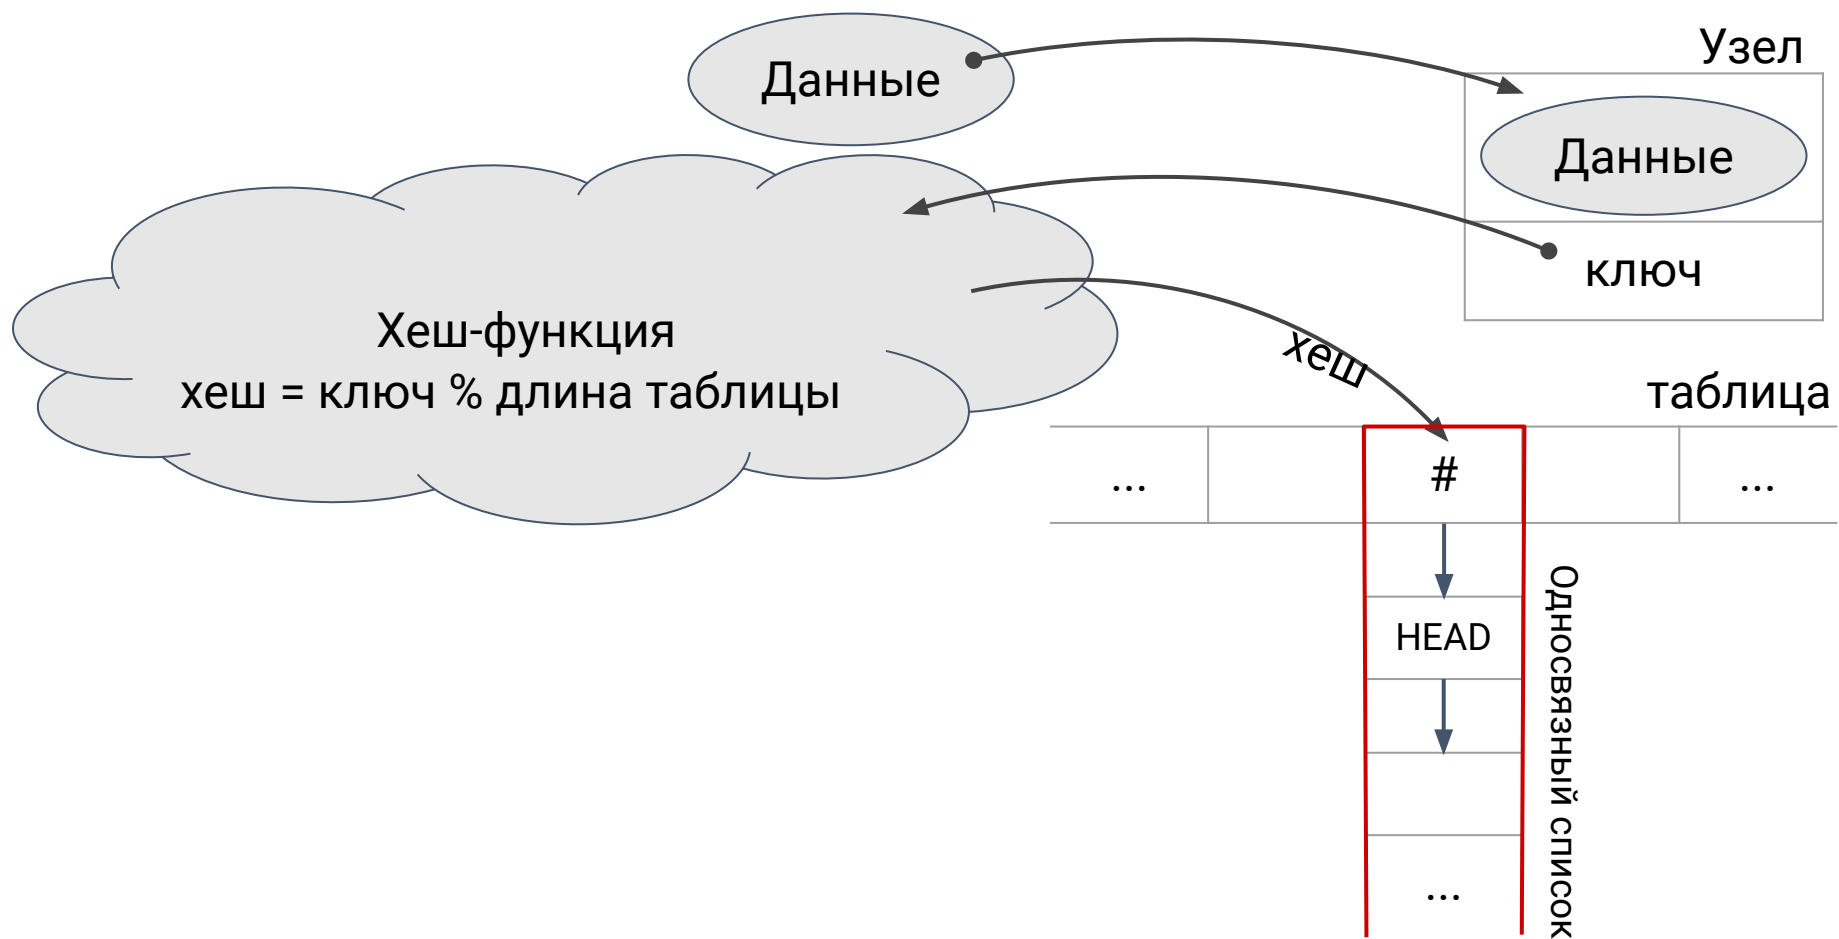 Узел
Данные
Данные
ключ
Хеш-функция
хеш = ключ % длина таблицы
хеш
таблица
... # ...
HEAD
...
Односвязный список